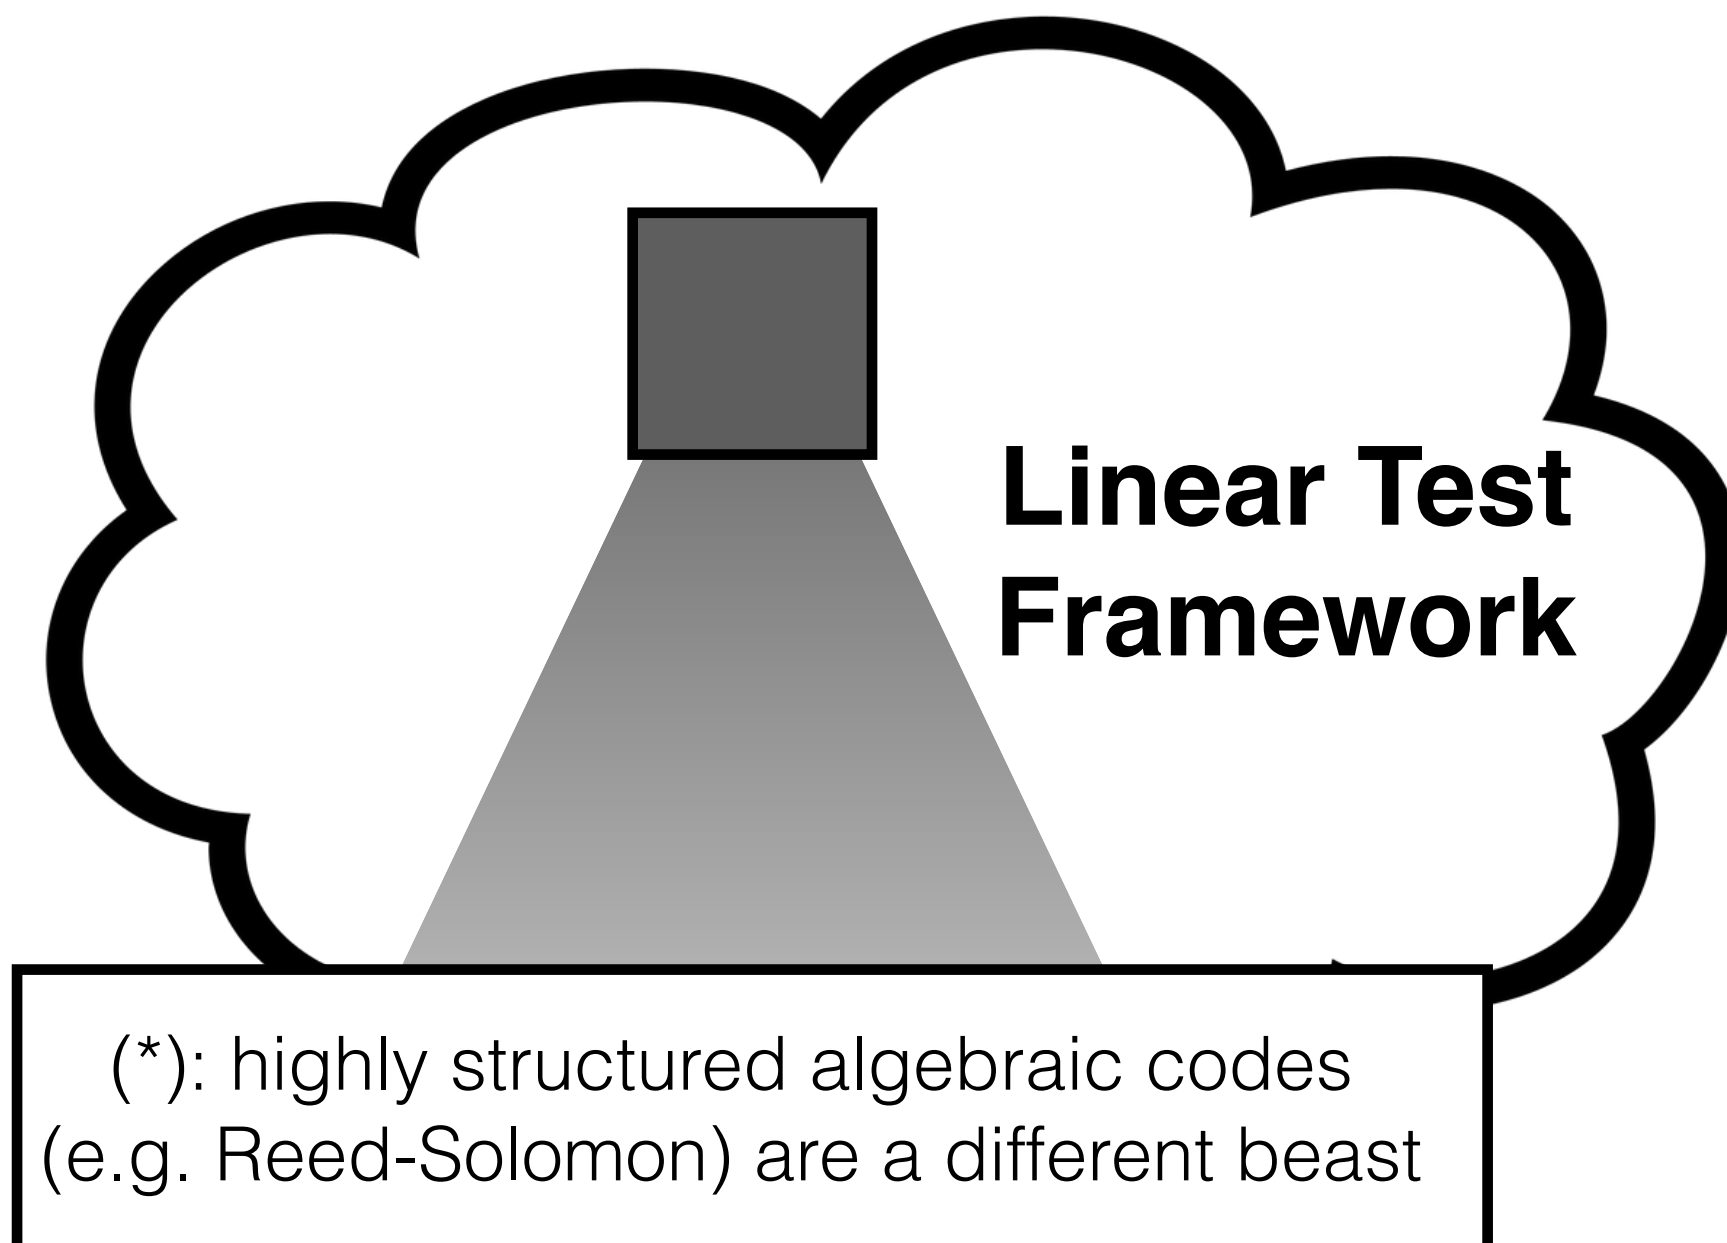 Linear Test
Framework
(*): highly structured algebraic codes
(e.g. Reed-Solomon) are a different beast